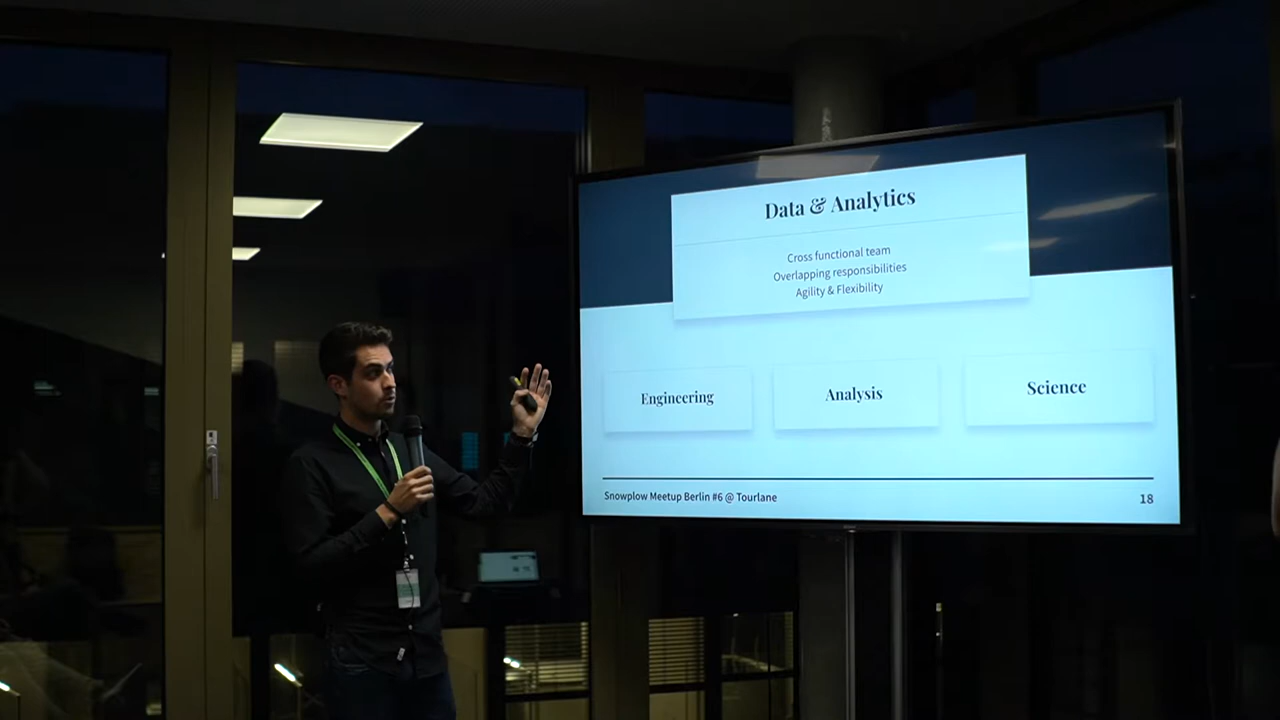 Data & Analytics
Cross functional team
Overlapping responsibilities
Agility & Flexibility
Engineering
Analysis
Science
Snowplow Meetup Berlin #6 @ Tourlane
18